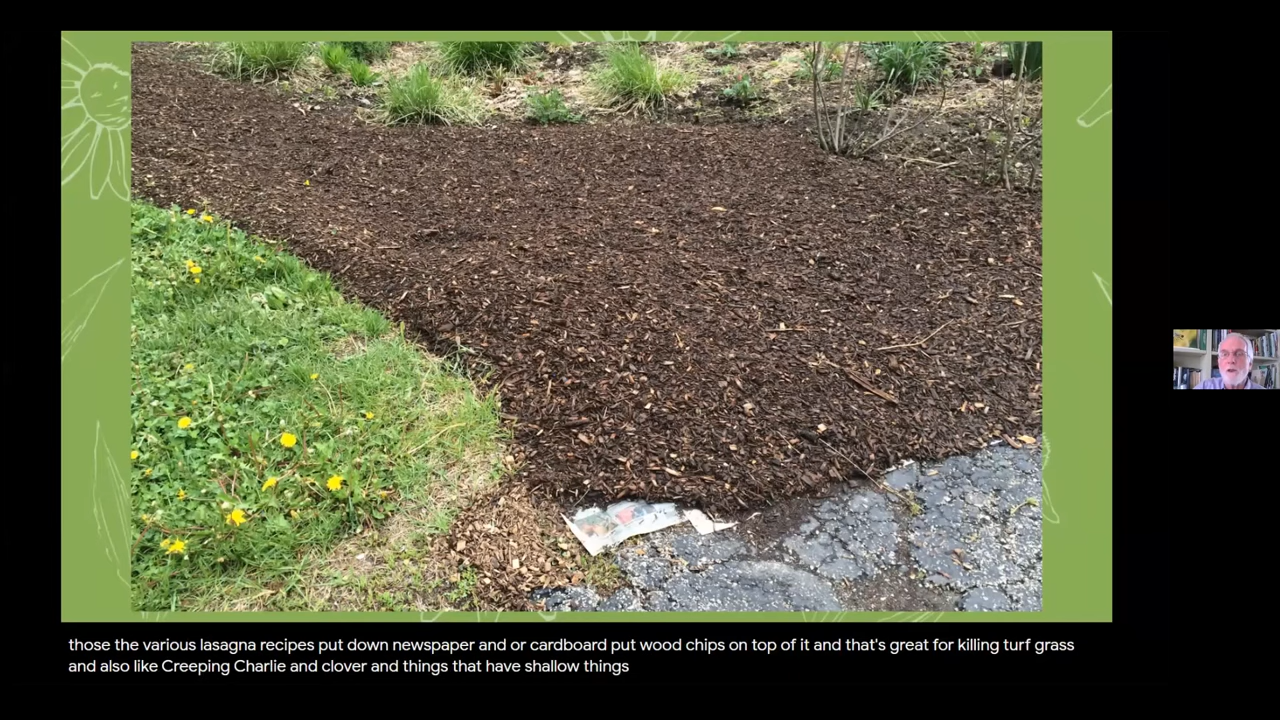 those the various lasagna recipes put down newspaper and or cardboard put wood chips on top of it and that's great for killing turf grass
and also like Creeping Charlie and clover and things that have shallow things